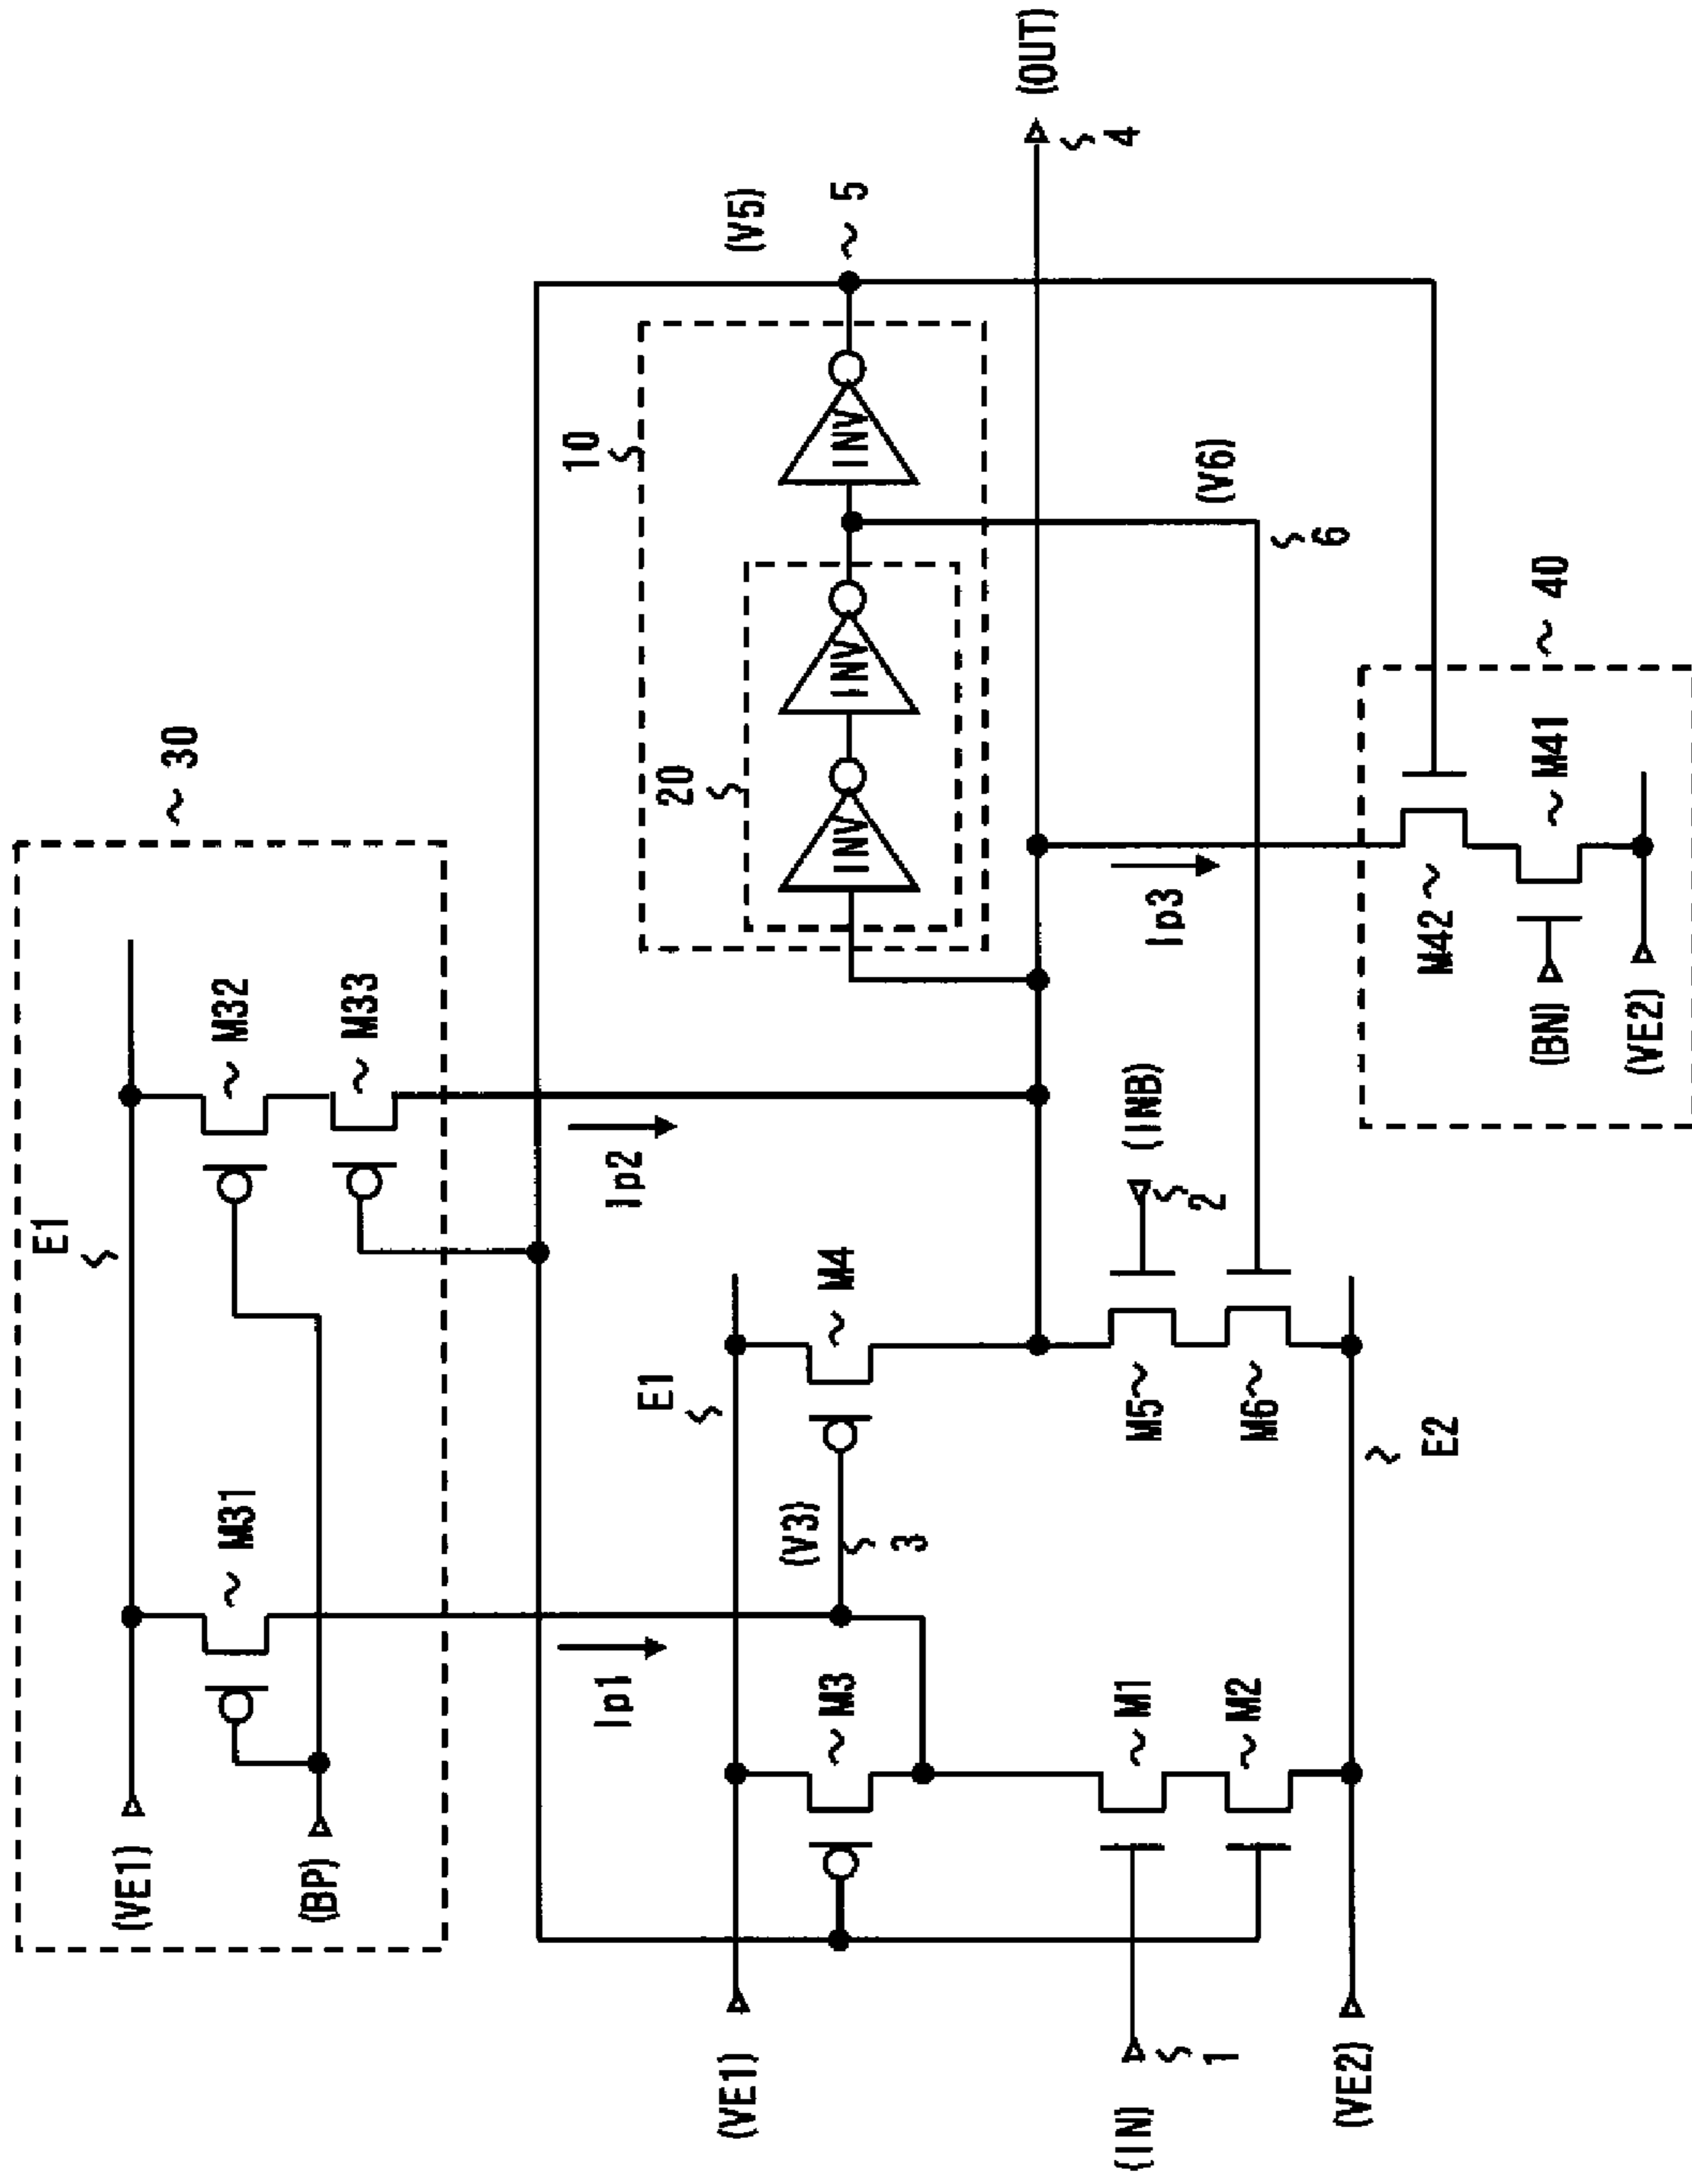 30
E1
(VE1)
M31
M32
(BP)
M33
Ip1
Ip2
10
20
(V5)
E1
(VE1)
M3
(V3)
3
M4
INV
INV
INV
5
(OUT)
4
(IN)
1
M1
M5
(INB)
2
Ip3
(V6)
6
M2
M6
(VE2)
E2
40
M42
(BN)
M41
(VE2)